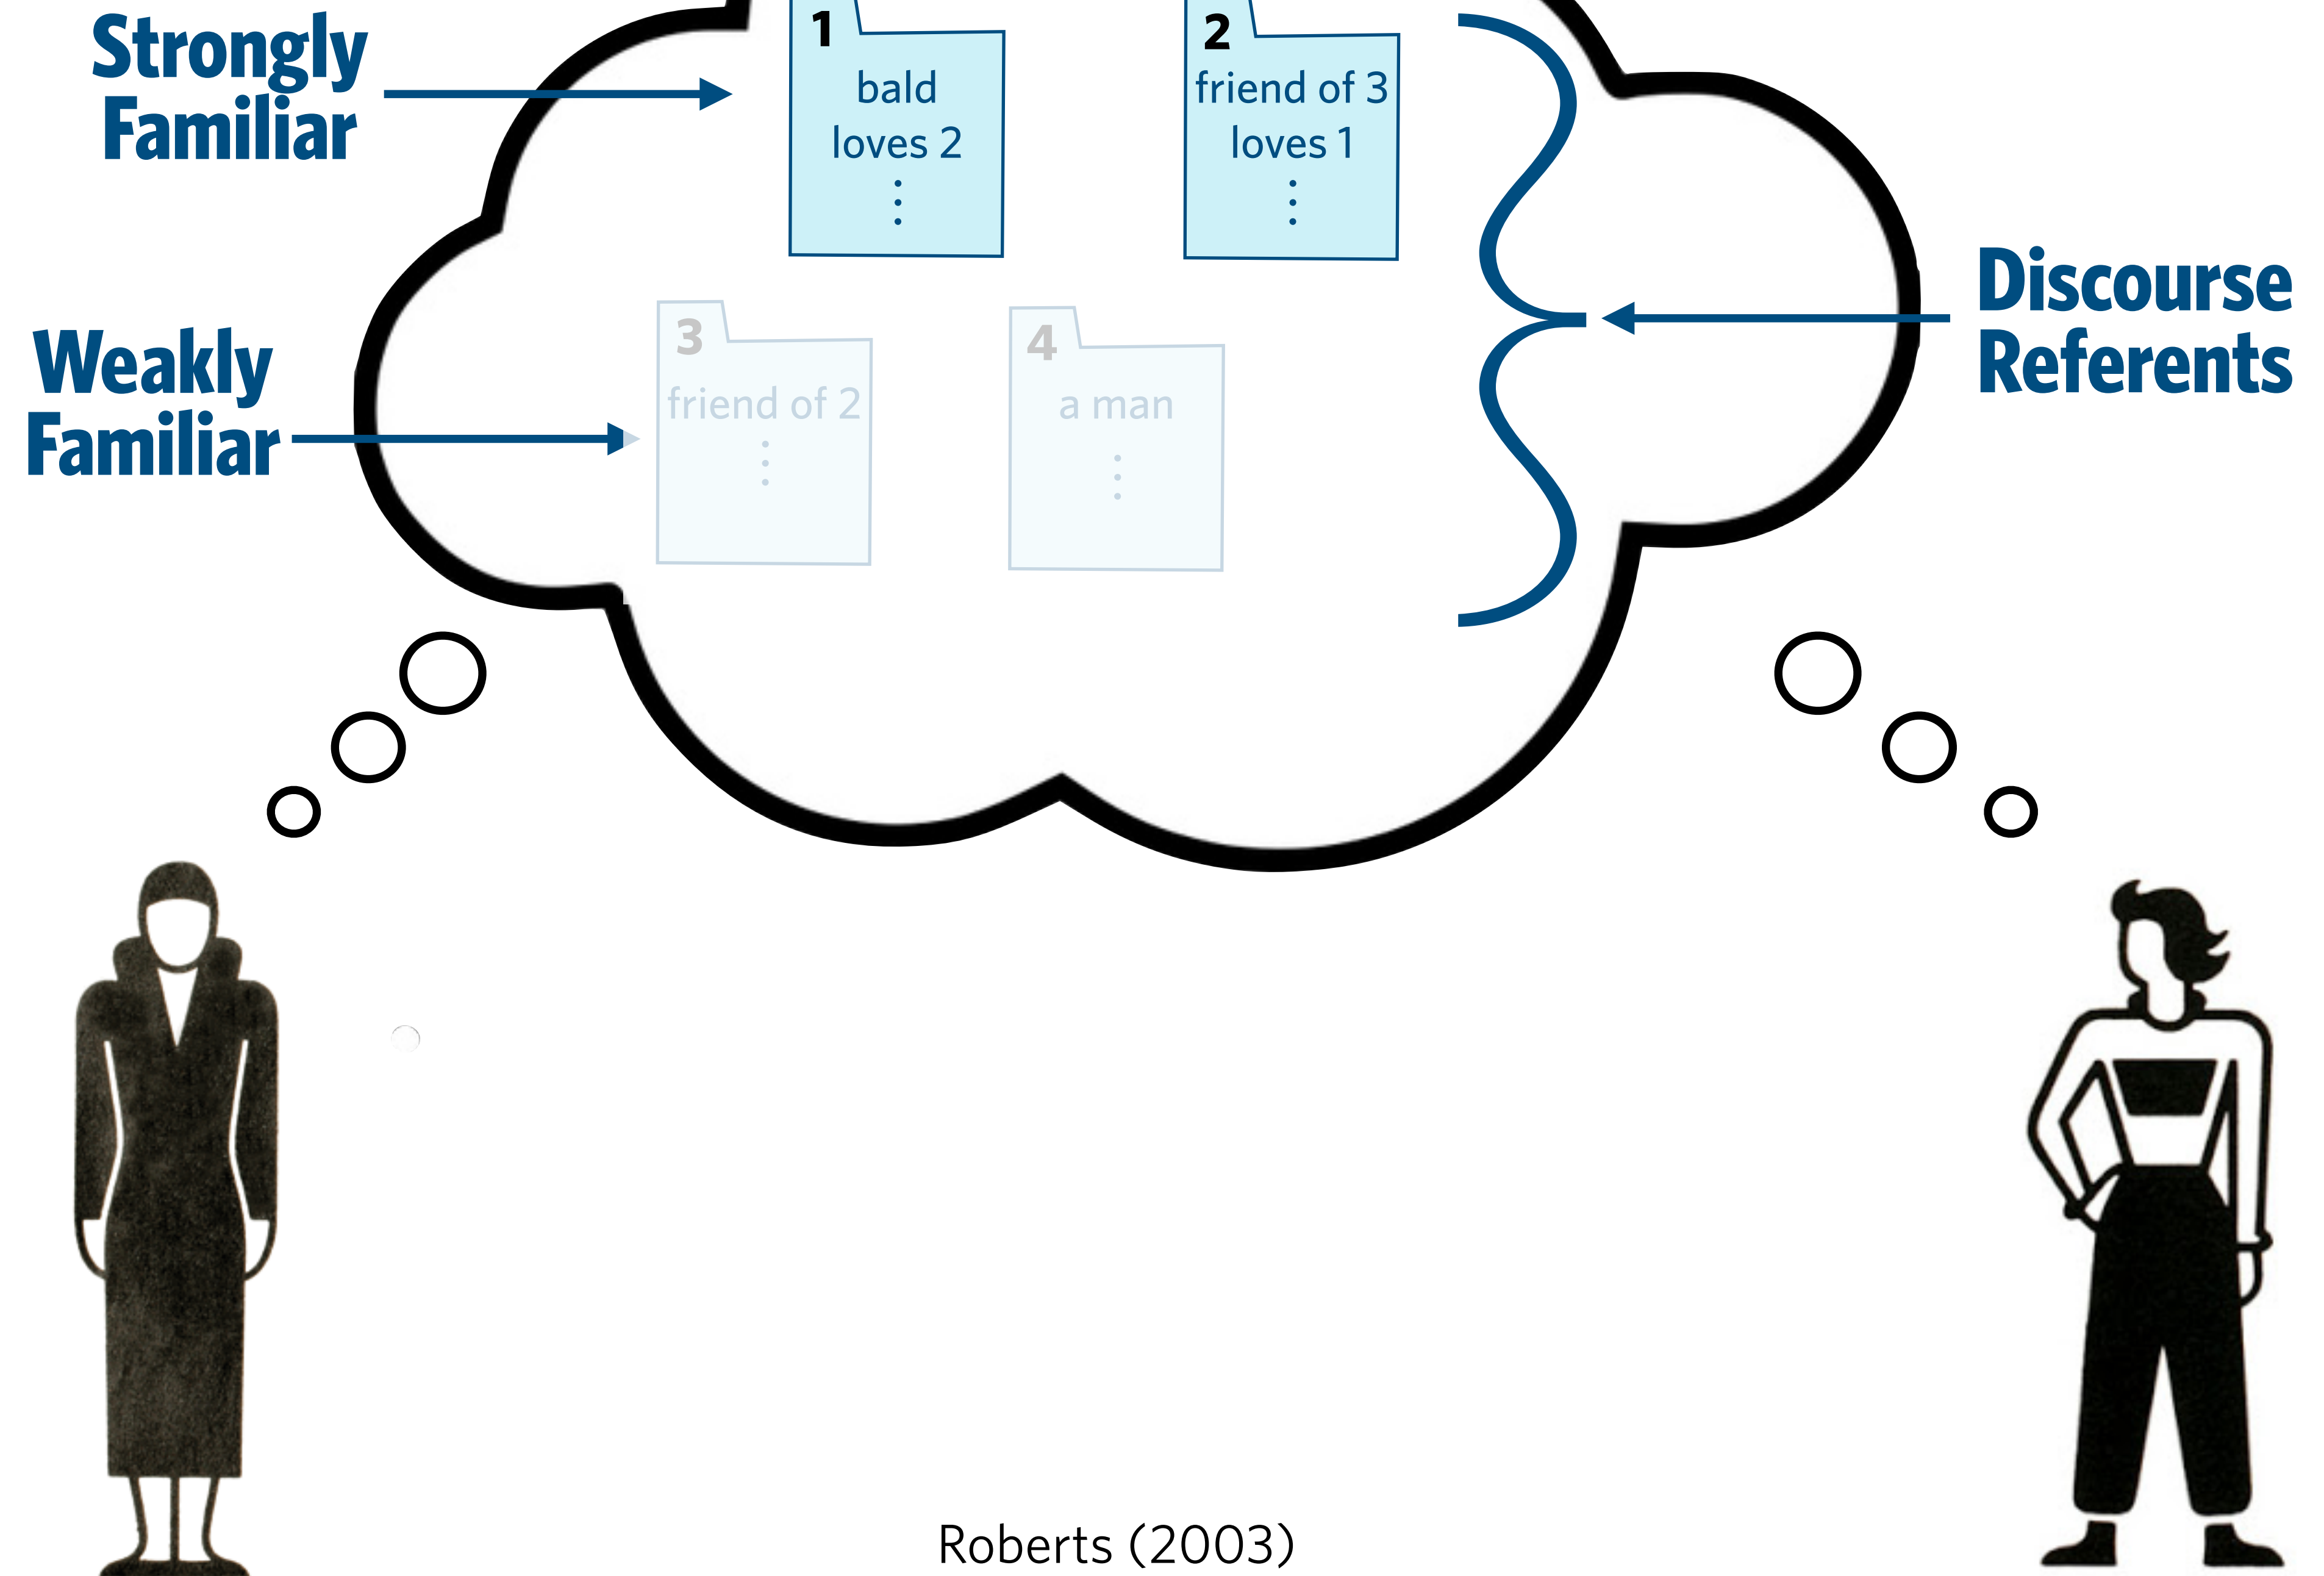 Strongly
Familiar
1
bald
loves 2
⋮
2
friend of 3
loves 1
⋮
Discourse
Referents
Weakly
Familiar
3
friend of 2
⋮
4
a man
⋮
Roberts (2003)